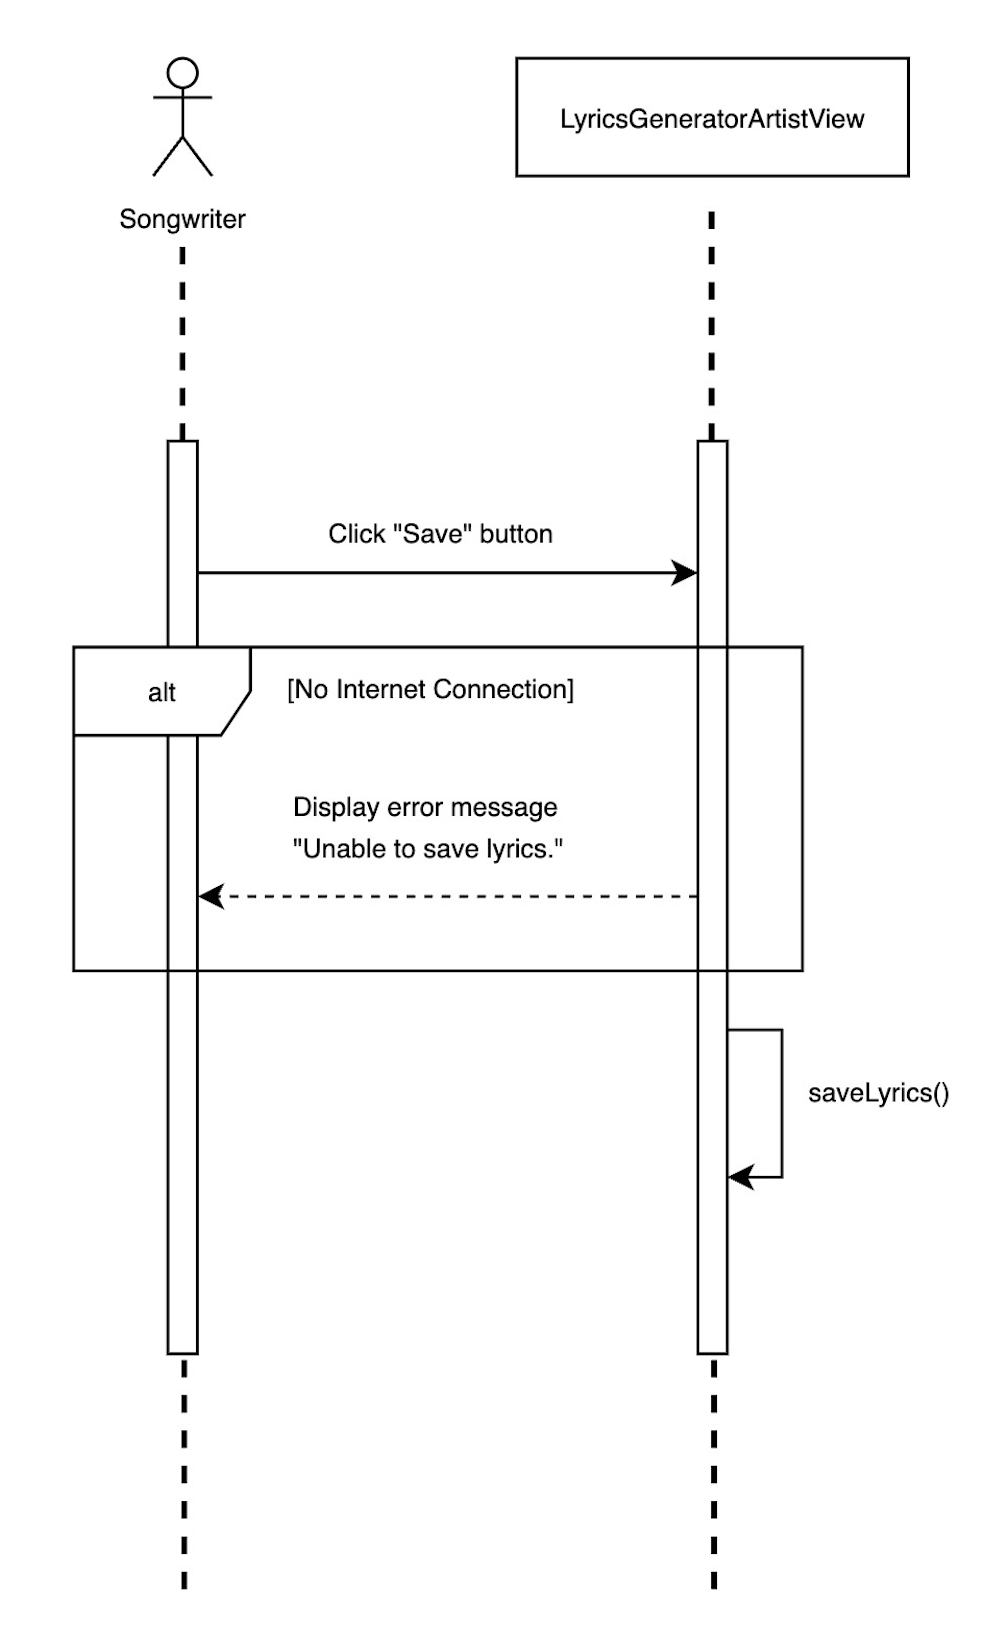 LyricsGeneratorArtistView
Songwriter
Click "Save" button
alt
[No Internet Connection]
Display error message
"Unable to save lyrics."
saveLyrics()